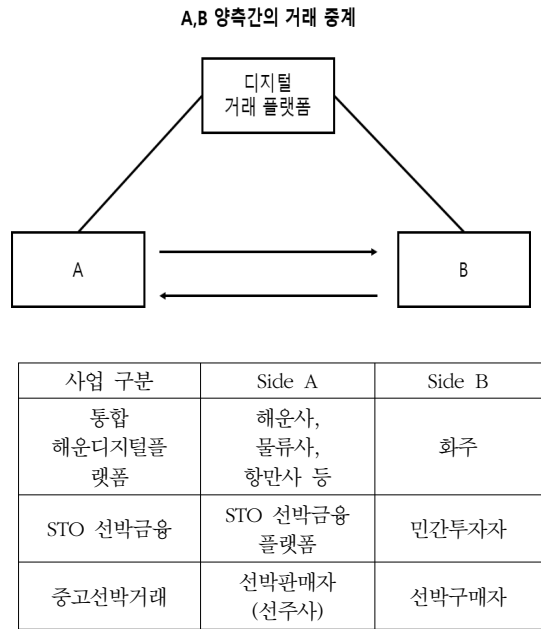 A,B 양측간의 거래 중계
디지털
거래 플랫폼
A
B
사업 구분 Side A Side B
통합
해운디지털플
랫폼
해운사,
물류사,
항만사 등
화주
STO 선박금융
STO 선박금융
플랫폼
민간투자자
중고선박거래
선박판매자
(선주사)
선박구매자